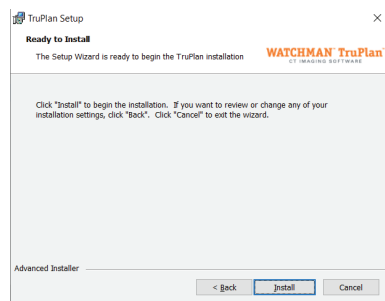 TruPlan Setup
Ready to Install
The Setup Wizard is ready to begin the TruPlan installation
WATCHMAN™ TruPlan™
CT IMAGING SOFTWARE
Click "Install" to begin the installation. If you want to review or change any of your
installation settings, click "Back". Click "Cancel" to exit the wizard.
Advanced Installer
< Back
Install
Cancel